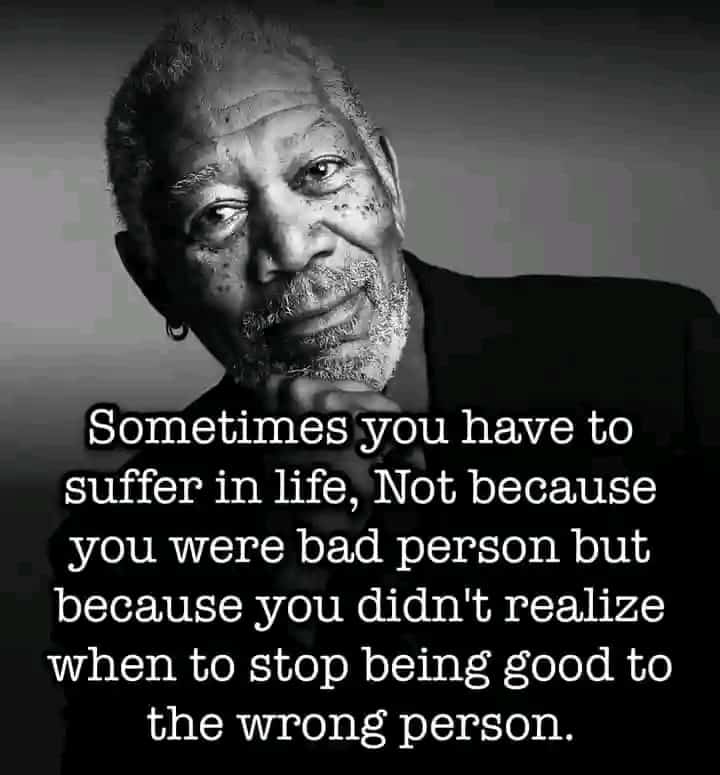 Sometimes you have to
suffer in life, Not because
you were bad person but
because you didn't realize
when to stop being good to
the wrong person.